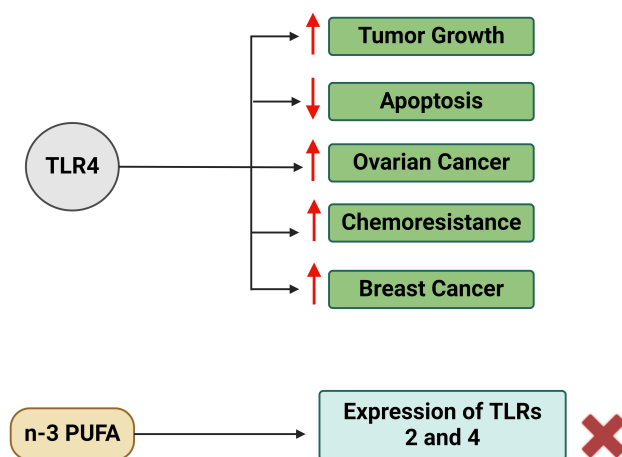 Tumor Growth
Apoptosis
TLR4
Ovarian Cancer
Chemoresistance
Breast Cancer
n-3 PUFA
Expression of TLRs
2 and 4